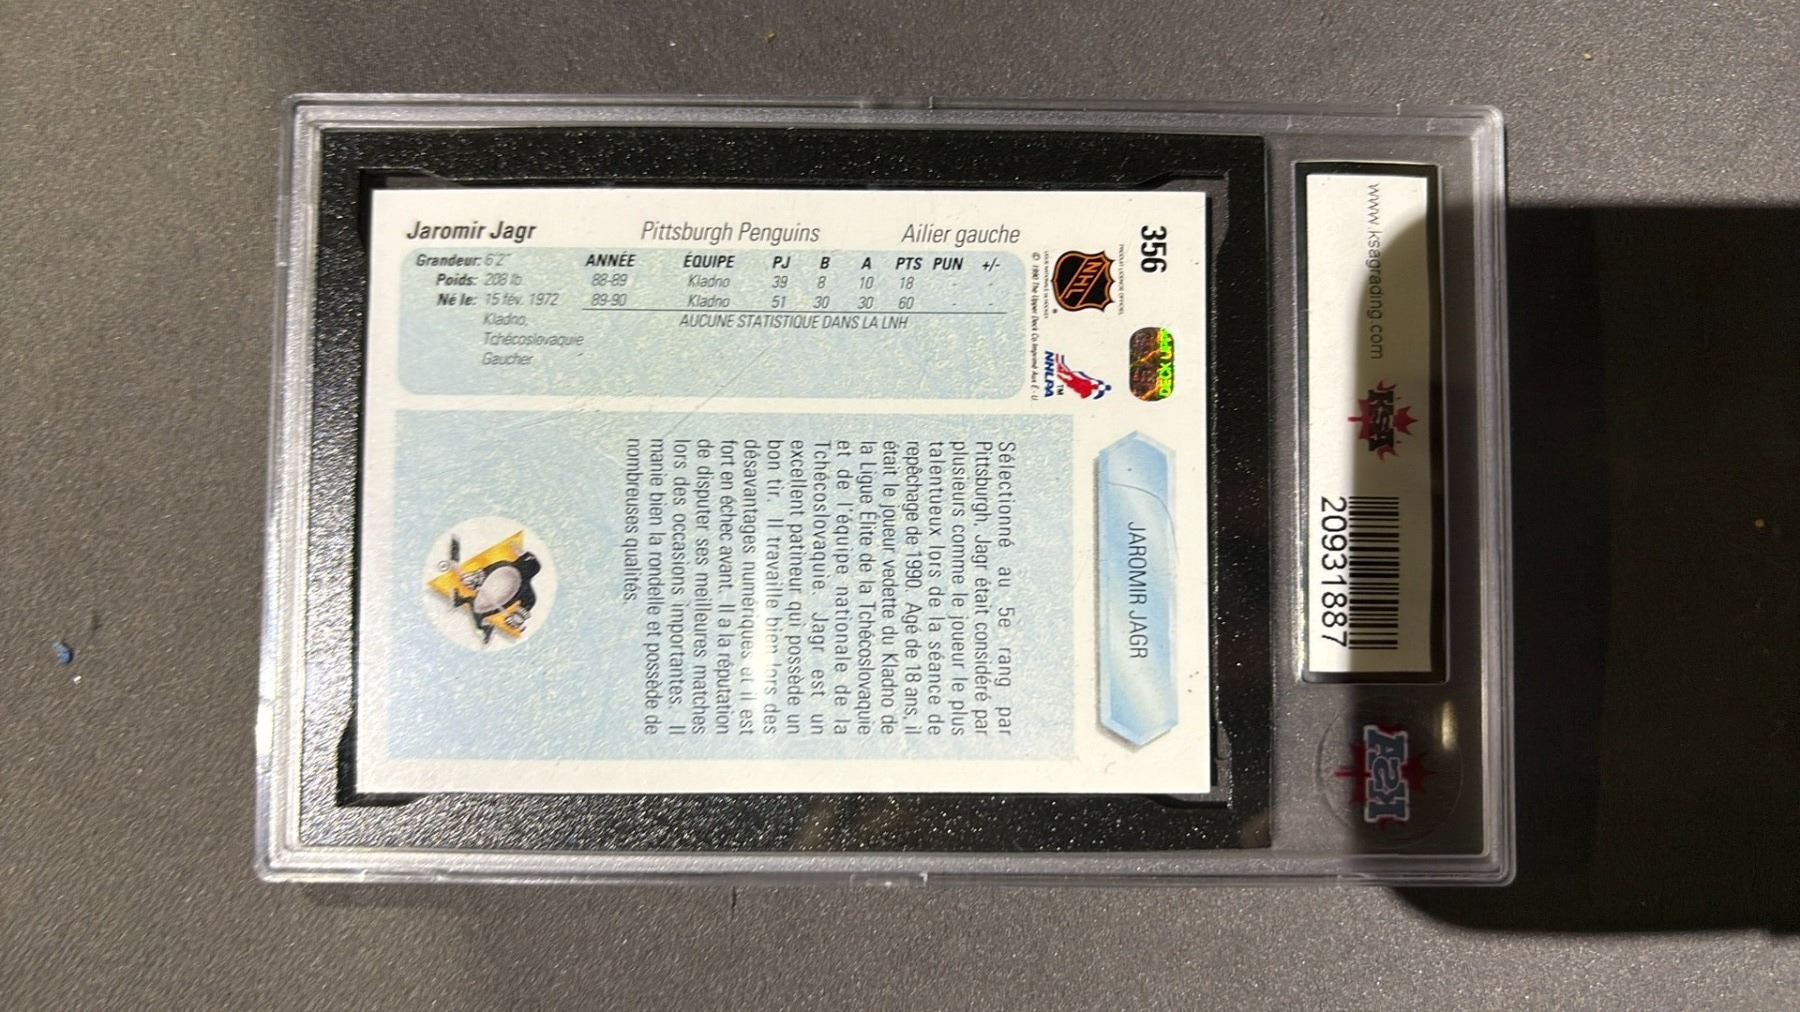 356
Jaromir Jagr Pittsburgh Penguins Ailier gauche
Grandeur: 6'2"
Poids: 208 lb
Né le: 15 fév. 1972
Kladno,
Tchécoslovaquie
Gaucher
ANNÉE ÉQUIPE PJ B A PTS PUN +/-
88-89 Kladno 39 8 10 18 - -
89-90 Kladno 51 30 30 60 - -
AUCUNE STATISTIQUE DANS LA LNH
NHL
NHLPA
TM
UPPER DECK
JAROMIR JAGR
Sélectionné au 5e rang par
Pittsburgh, Jagr était considéré par
plusieurs comme le joueur le plus
talentueux lors de la séance de
repêchage de 1990. Agé de 18 ans, il
était le joueur vedette du Kladno de
la Ligue Élite de la Tchécoslovaquie
et de l'équipe nationale de la
Tchécoslovaquie. Jagr est un
excellent patineur qui possède un
bon tir. Il travaille bien lors des
désavantages numériques et il est
fort en échec avant. Il a la réputation
de disputer ses meilleures matches
lors des occasions importantes. Il
manie bien la rondelle et possède de
nombreuses qualités.
www.ksagrading.com
KSA
20931887
KSA